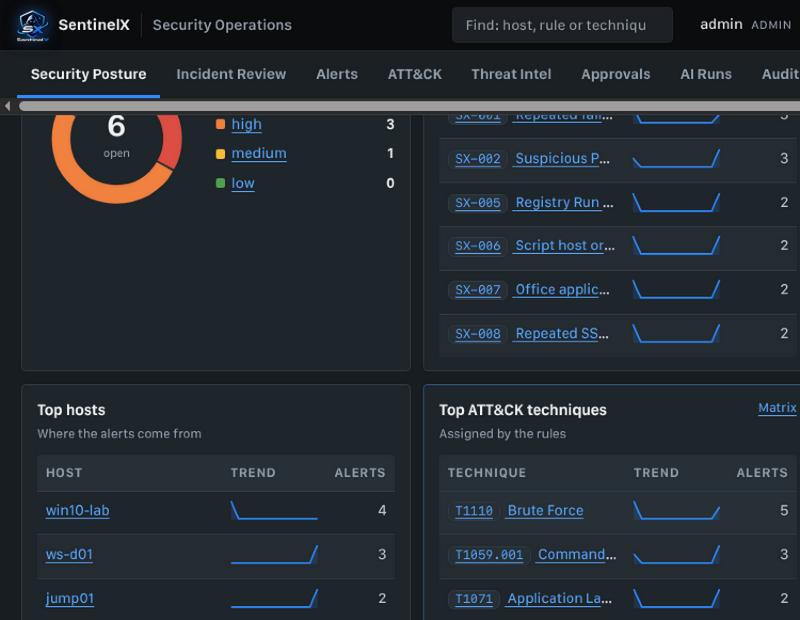 SentinelX Security Operations Find: host, rule or techniqu admin ADMIN
Security Posture Incident Review Alerts ATT&CK Threat Intel Approvals AI Runs Audit
6
open
high 3
medium 1
low 0
SX-001 Repeated fail...
SX-002 Suspicious P... 3
SX-005 Registry Run ... 2
SX-006 Script host or... 2
SX-007 Office applic... 2
SX-008 Repeated SS... 2
Top hosts
Where the alerts come from
HOST TREND ALERTS
win10-lab 4
ws-d01 3
jump01 2
Top ATT&CK techniques Matrix
Assigned by the rules
TECHNIQUE TREND ALERTS
T1110 Brute Force 5
T1059.001 Command... 3
T1071 Application La... 2